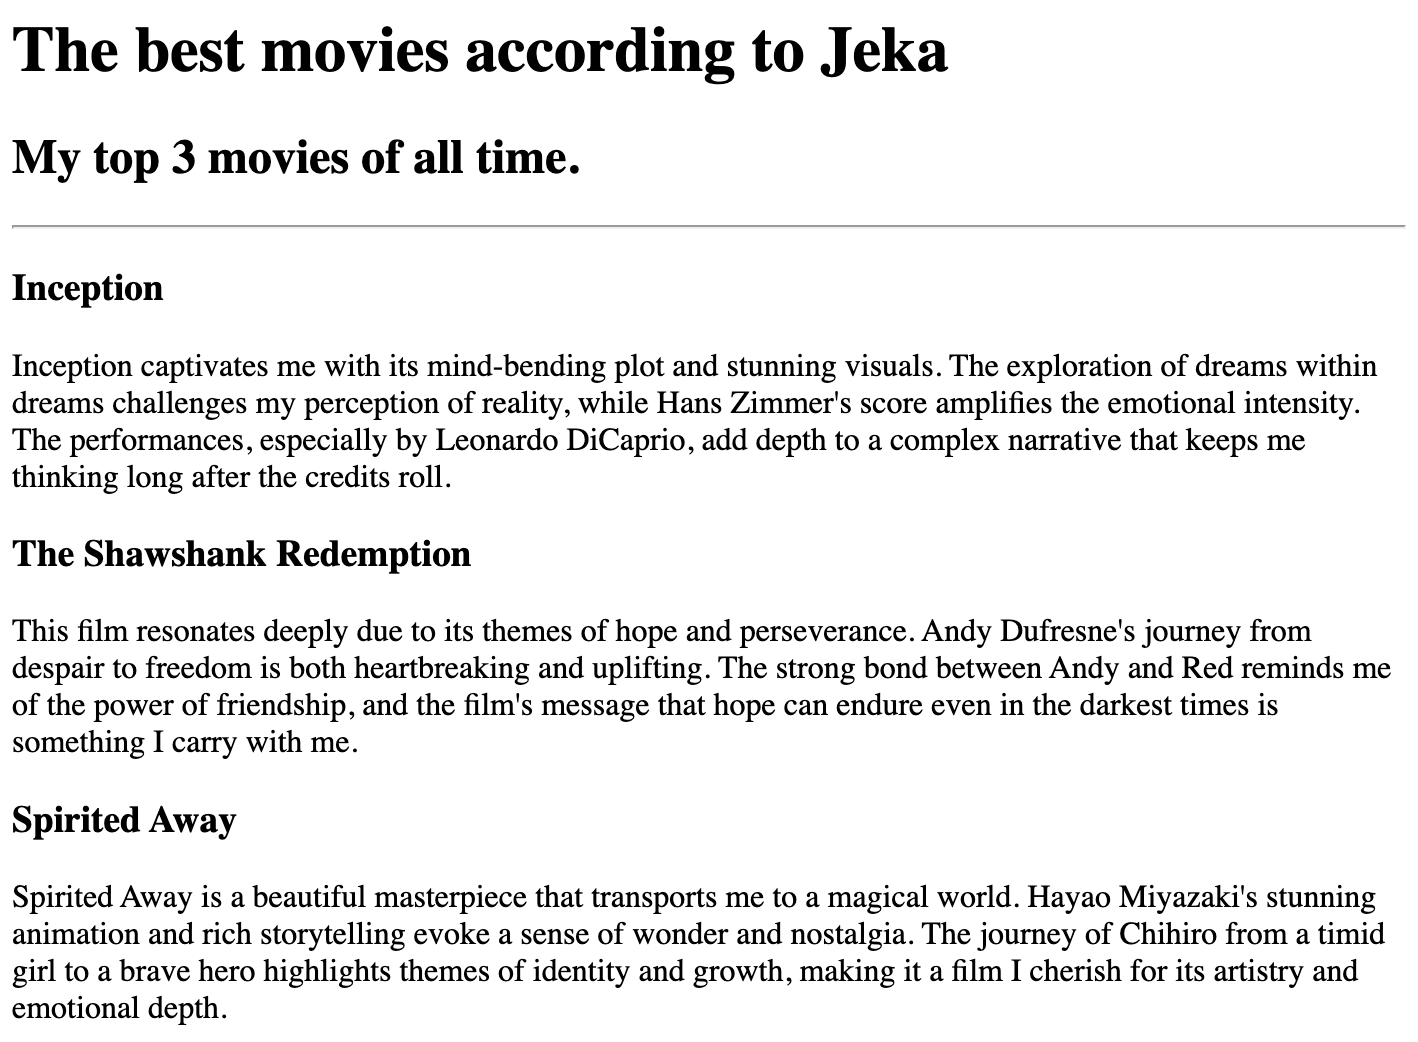 The best movies according to Jeka
My top 3 movies of all time.
Inception
Inception captivates me with its mind-bending plot and stunning visuals. The exploration of dreams within
dreams challenges my perception of reality, while Hans Zimmer's score amplifies the emotional intensity.
The performances, especially by Leonardo DiCaprio, add depth to a complex narrative that keeps me
thinking long after the credits roll.
The Shawshank Redemption
This film resonates deeply due to its themes of hope and perseverance. Andy Dufresne's journey from
despair to freedom is both heartbreaking and uplifting. The strong bond between Andy and Red reminds me
of the power of friendship, and the film's message that hope can endure even in the darkest times is
something I carry with me.
Spirited Away
Spirited Away is a beautiful masterpiece that transports me to a magical world. Hayao Miyazaki's stunning
animation and rich storytelling evoke a sense of wonder and nostalgia. The journey of Chihiro from a timid
girl to a brave hero highlights themes of identity and growth, making it a film I cherish for its artistry and
emotional depth.